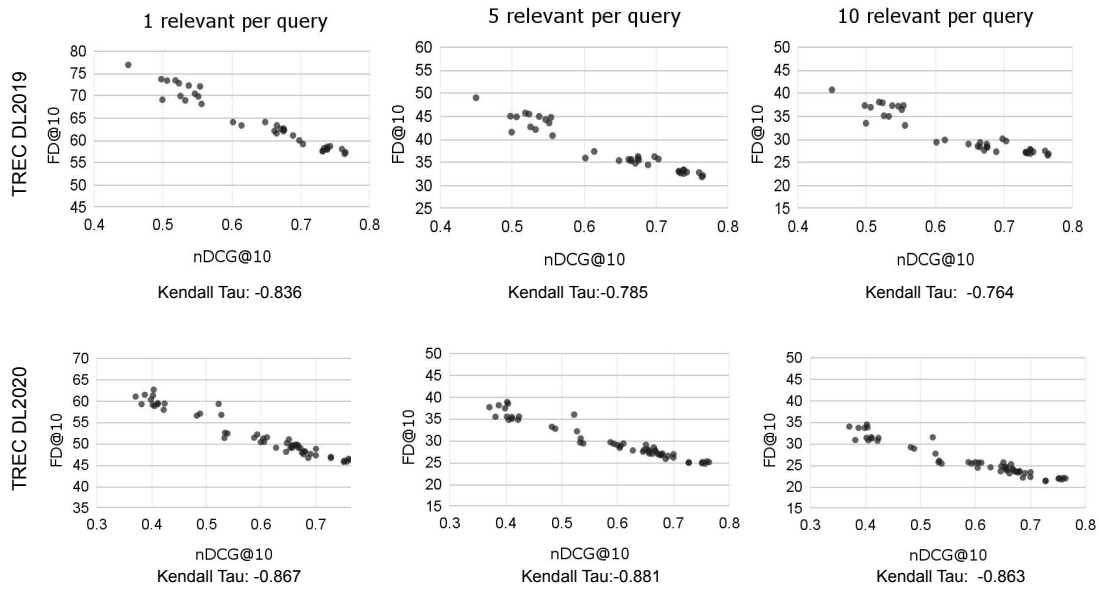 1 relevant per query
5 relevant per query
10 relevant per query
TREC DL2019
FD@10
80
75
70
65
60
55
50
45
0.4 0.5 0.6 0.7 0.8
nDCG@10
Kendall Tau: -0.836
FD@10
60
55
50
45
40
35
30
25
0.4 0.5 0.6 0.7 0.8
nDCG@10
Kendall Tau:-0.785
FD@10
50
45
40
35
30
25
20
15
0.4 0.5 0.6 0.7 0.8
nDCG@10
Kendall Tau: -0.764
TREC DL2020
FD@10
70
65
60
55
50
45
40
35
0.3 0.4 0.5 0.6 0.7
nDCG@10
Kendall Tau: -0.867
FD@10
50
45
40
35
30
25
20
15
0.3 0.4 0.5 0.6 0.7 0.8
nDCG@10
Kendall Tau:-0.881
FD@10
50
45
40
35
30
25
20
15
0.3 0.4 0.5 0.6 0.7 0.8
nDCG@10
Kendall Tau: -0.863